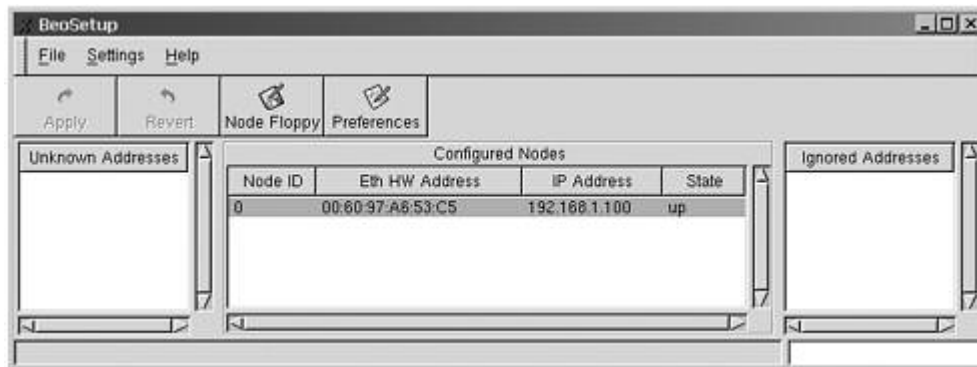 BeoSetup
File Settings Help
Apply Revert Node Floppy Preferences
Unknown Addresses
Configured Nodes
Node ID Eth HW Address IP Address State
0 00:60:97:A6:53:C5 192.168.1.100 up
Ignored Addresses